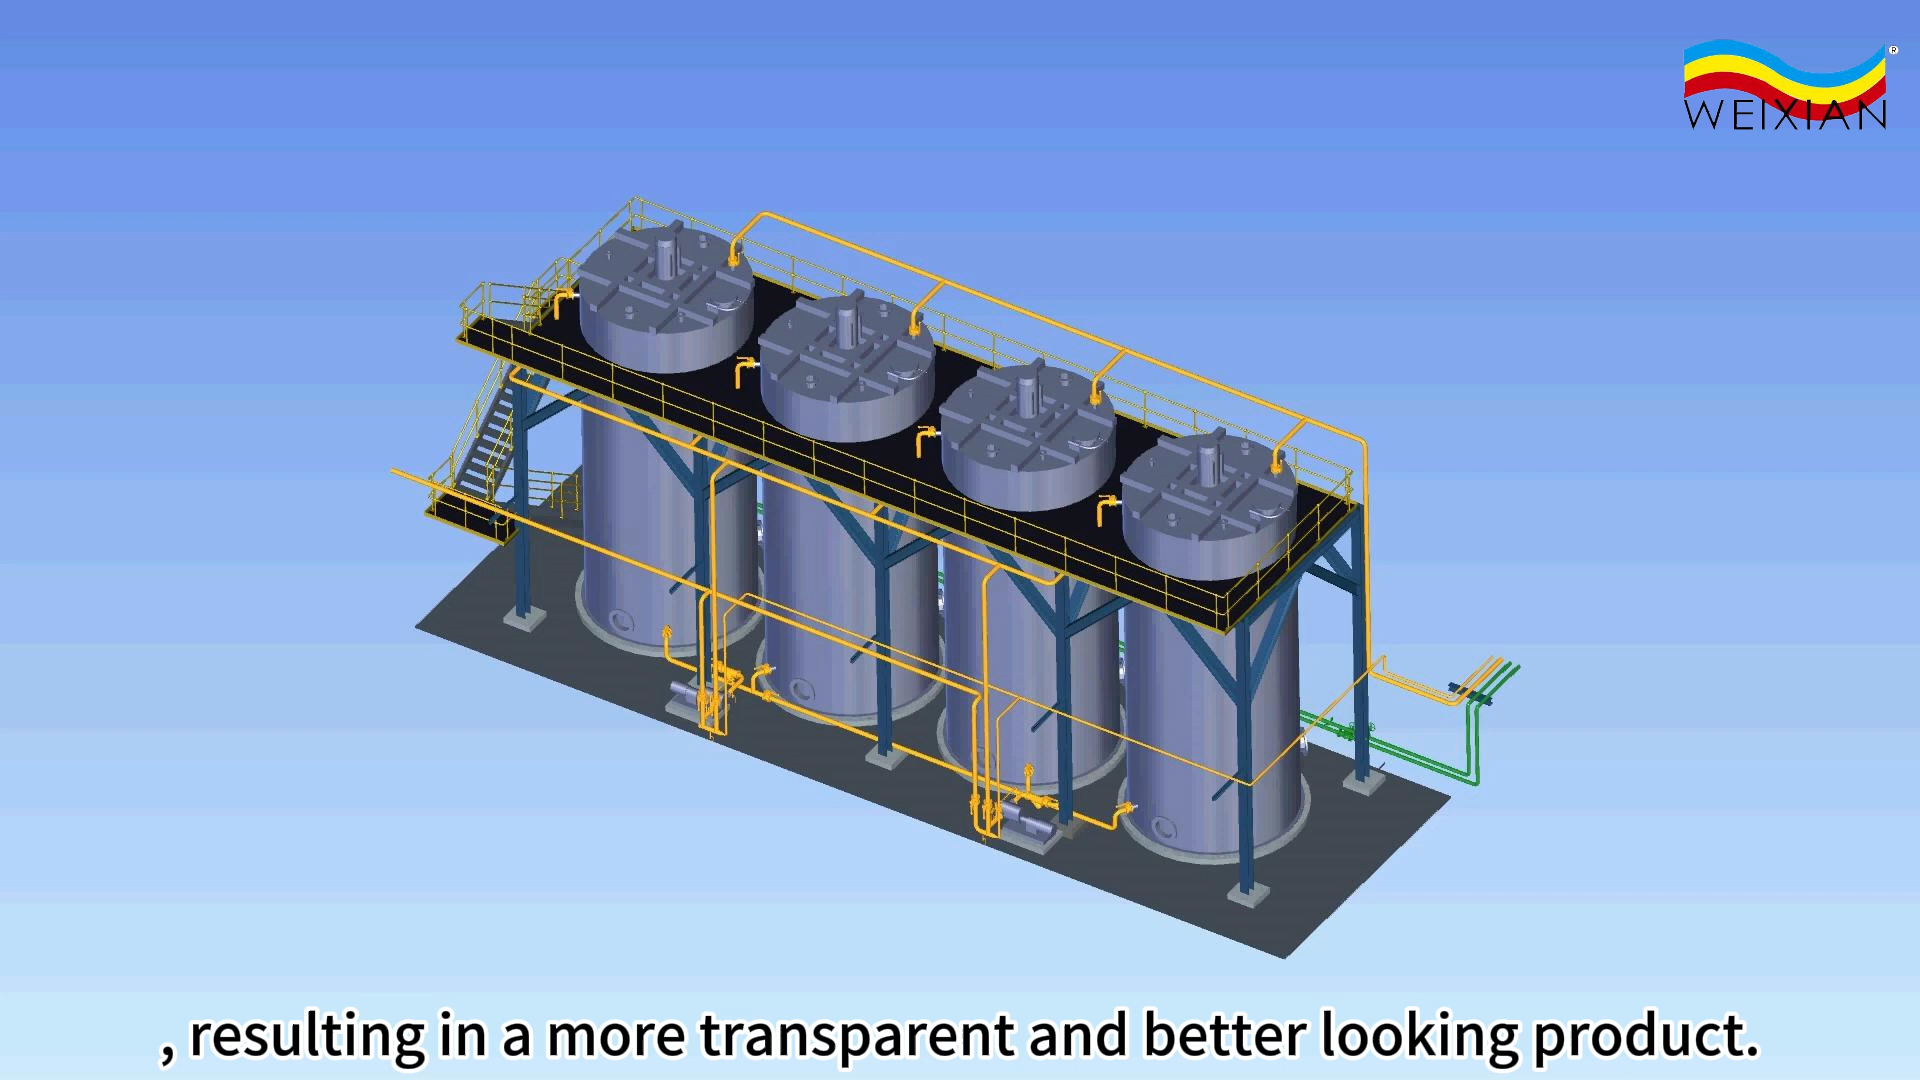 ®
WEIXIAN
, resulting in a more transparent and better looking product.